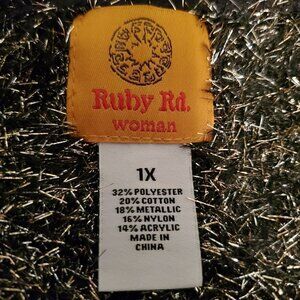 Ruby Rd.
woman
1X
32% POLYESTER
20% COTTON
18% METALLIC
16% NYLON
14% ACRYLIC
MADE IN
CHINA